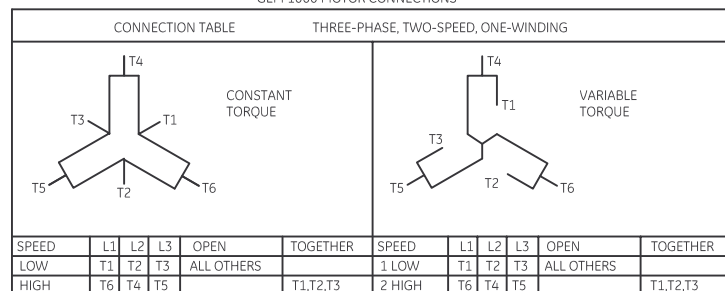 GEH-1000 MOTOR CONNECTIONS
CONNECTION TABLE THREE-PHASE, TWO-SPEED, ONE-WINDING
T4
CONSTANT
TORQUE
T3
T1
T5
T2
T6
T4
VARIABLE
TORQUE
T1
T3
T5
T2
T6
SPEED L1 L2 L3 OPEN TOGETHER SPEED L1 L2 L3 OPEN TOGETHER
LOW T1 T2 T3 ALL OTHERS 1 LOW T1 T2 T3 ALL OTHERS
HIGH T6 T4 T5 T1,T2,T3 2 HIGH T6 T4 T5 T1,T2,T3